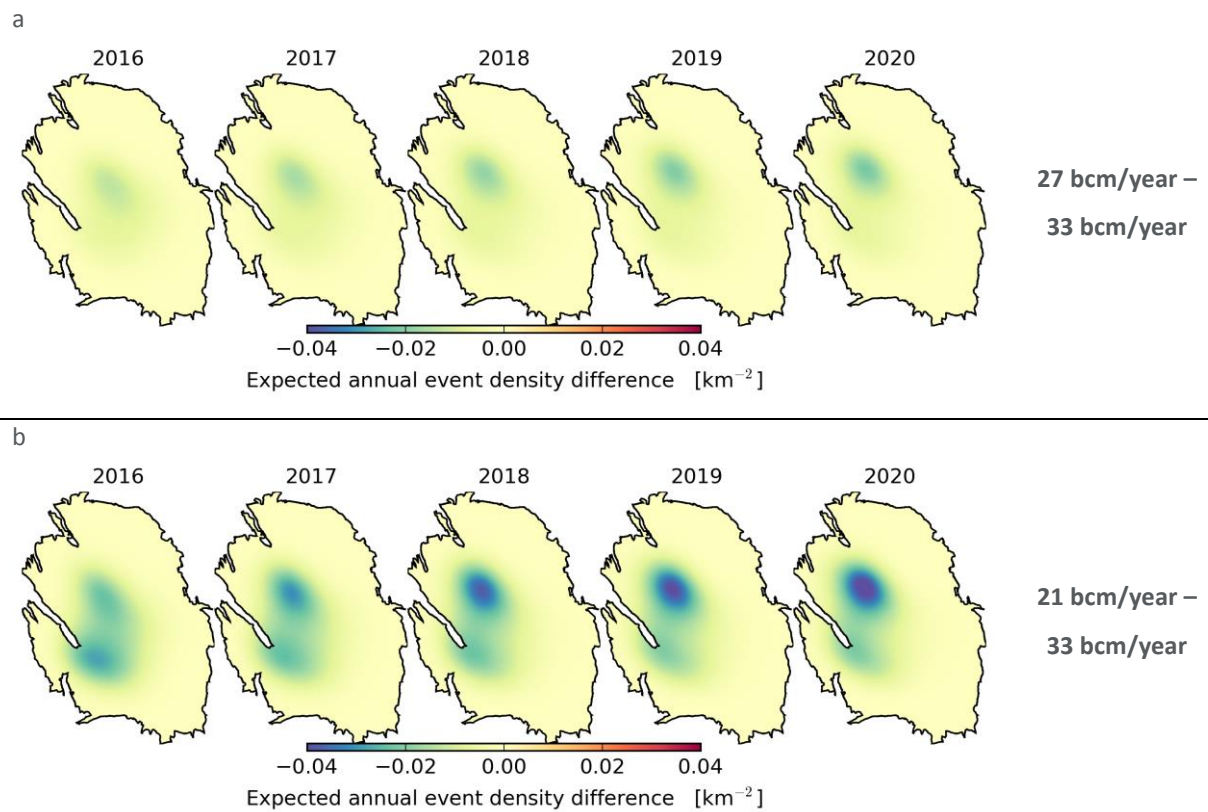 a
2016 2017 2018 2019 2020
27 bcm/year –
33 bcm/year
−0.04 −0.02 0.00 0.02 0.04
Expected annual event density difference [km⁻²]
b
2016 2017 2018 2019 2020
21 bcm/year –
33 bcm/year
−0.04 −0.02 0.00 0.02 0.04
Expected annual event density difference [km⁻²]